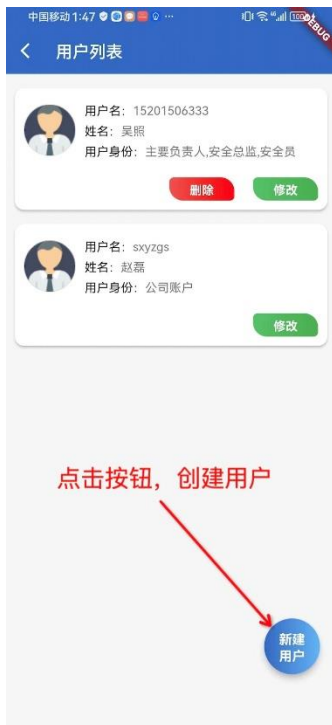 中国移动 1:47
100
DEBUG
用户列表
用户名：15201506333
姓名：吴照
用户身份：主要负责人,安全总监,安全员
删除
修改
用户名：sxyzgs
姓名：赵磊
用户身份：公司账户
修改
点击按钮，创建用户
新建
用户